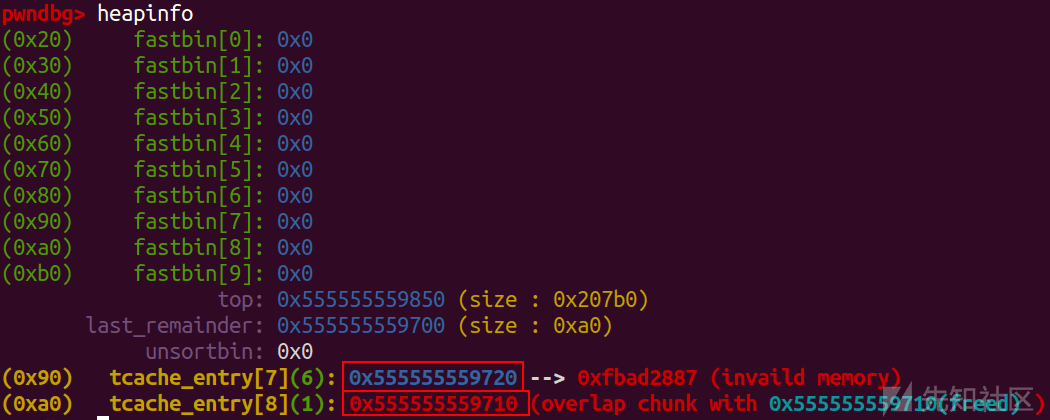 pwndbg> heapinfo
(0x20)     fastbin[0]: 0x0
(0x30)     fastbin[1]: 0x0
(0x40)     fastbin[2]: 0x0
(0x50)     fastbin[3]: 0x0
(0x60)     fastbin[4]: 0x0
(0x70)     fastbin[5]: 0x0
(0x80)     fastbin[6]: 0x0
(0x90)     fastbin[7]: 0x0
(0xa0)     fastbin[8]: 0x0
(0xb0)     fastbin[9]: 0x0
top: 0x555555559850 (size : 0x207b0)
last_remainder: 0x555555559700 (size : 0xa0)
unsortbin: 0x0
(0x90)   tcache_entry[7](6): 0x555555559720 --> 0xfbad2887 (invaild memory)
(0xa0)   tcache_entry[8](1): 0x555555559710 (overlap chunk with 0x555555559710(freed) )
先知社区